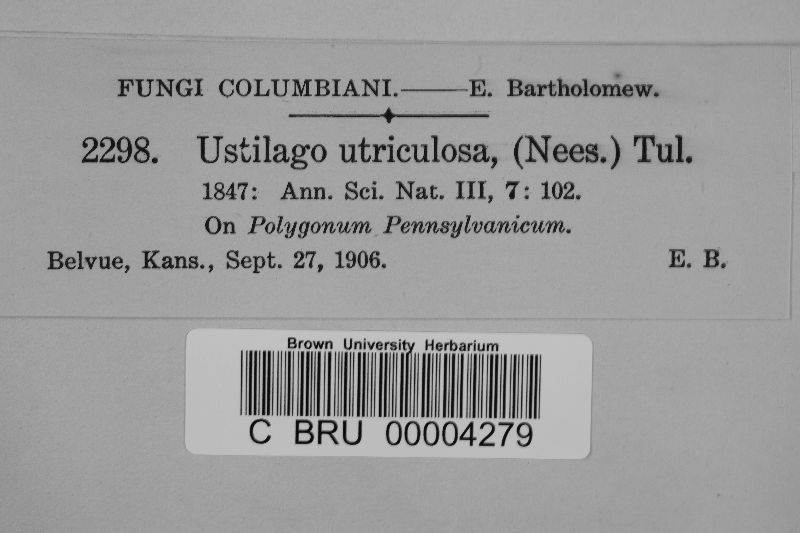 FUNGI COLUMBIANI.——E. Bartholomew.
2298. Ustilago utriculosa, (Nees.) Tul.
1847: Ann. Sci. Nat. III, 7: 102.
On Polygonum Pennsylvanicum.
Belvue, Kans., Sept. 27, 1906. E. B.
Brown University Herbarium
C BRU 00004279